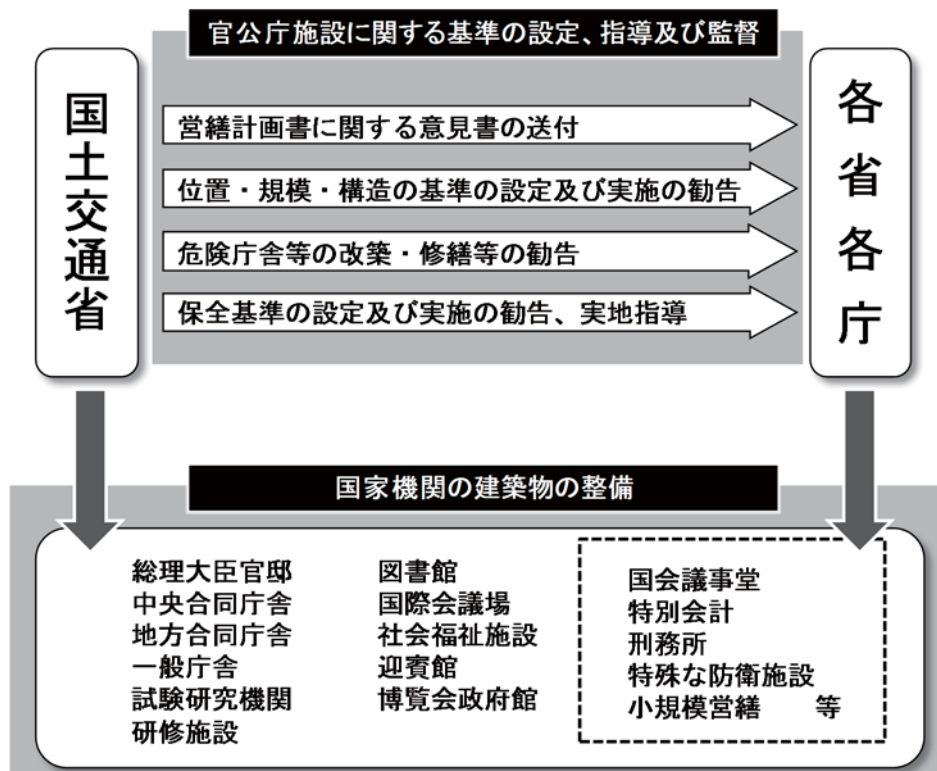 官公庁施設に関する基準の設定、指導及び監督
国土交通省
営繕計画書に関する意見書の送付
位置・規模・構造の基準の設定及び実施の勧告
危険庁舎等の改築・修繕等の勧告
保全基準の設定及び実施の勧告、実地指導
各省各庁
国家機関の建築物の整備
総理大臣官邸
中央合同庁舎
地方合同庁舎
一般庁舎
試験研究機関
研修施設
図書館
国際会議場
社会福祉施設
迎賓館
博覧会政府館
国会議事堂
特別会計
刑務所
特殊な防衛施設
小規模営繕 等